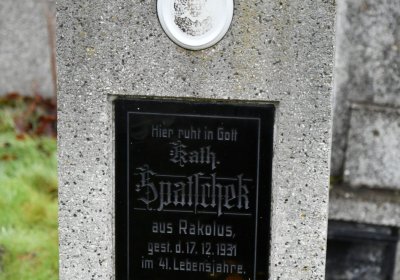 Hier ruht in Gott
Kath.
Spatschek
aus Rakolus,
gest. d. 17. 12. 1931
im 41. Lebensjahre.